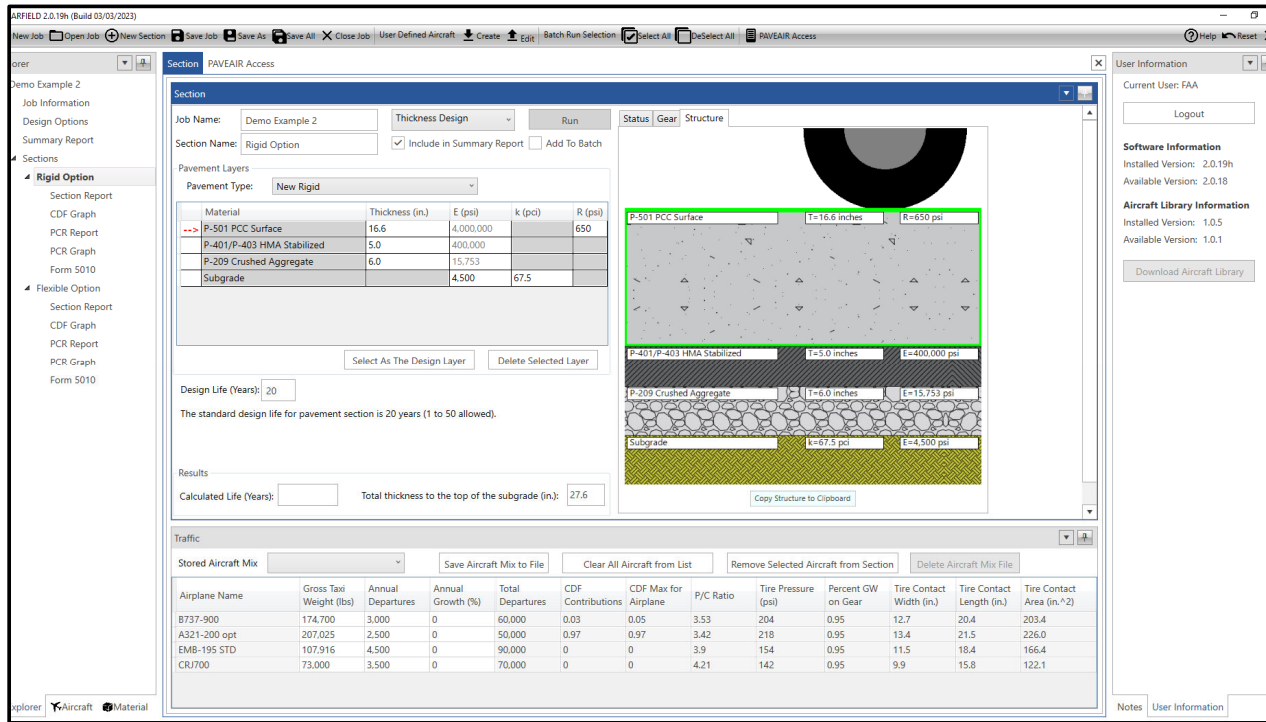 ARFIELD 2.0.19h (Build 03/03/2023)
New Job Open Job New Section Save Job Save As Save All Close Job User Defined Aircraft Create Edit Batch Run Selection Select All DeSelect All PAVEAIR Access Help Reset
orer
Demo Example 2
Job Information
Design Options
Summary Report
Sections
Rigid Option
Section Report
CDF Graph
PCR Report
PCR Graph
Form 5010
Flexible Option
Section Report
CDF Graph
PCR Report
PCR Graph
Form 5010
xplorer Aircraft Material
Section PAVEAIR Access
Section
Job Name: Demo Example 2 Thickness Design Run
Section Name: Rigid Option Include in Summary Report Add To Batch
Pavement Layers
Pavement Type: New Rigid
Material Thickness (in.) E (psi) k (pci) R (psi)
--> P-501 PCC Surface 16.6 4,000,000 650
P-401/P-403 HMA Stabilized 5.0 400,000
P-209 Crushed Aggregate 6.0 15,753
Subgrade 4,500 67.5
Select As The Design Layer Delete Selected Layer
Design Life (Years): 20
The standard design life for pavement section is 20 years (1 to 50 allowed).
Results
Calculated Life (Years): Total thickness to the top of the subgrade (in.): 27.6
Status Gear Structure
P-501 PCC Surface T=16.6 inches R=650 psi
P-401/P-403 HMA Stabilized T=5.0 inches E=400,000 psi
P-209 Crushed Aggregate T=6.0 inches E=15,753 psi
Subgrade k=67.5 pci E=4,500 psi
Copy Structure to Clipboard
Traffic
Stored Aircraft Mix Save Aircraft Mix to File Clear All Aircraft from List Remove Selected Aircraft from Section Delete Aircraft Mix File
Airplane Name Gross Taxi Weight (lbs) Annual Departures Annual Growth (%) Total Departures CDF Contributions CDF Max for Airplane P/C Ratio Tire Pressure (psi) Percent GW on Gear Tire Contact Width (in.) Tire Contact Length (in.) Tire Contact Area (in.^2)
B737-900 174,700 3,000 0 60,000 0.03 0.05 3.53 204 0.95 12.7 20.4 203.4
A321-200 opt 207,025 2,500 0 50,000 0.97 0.97 3.42 218 0.95 13.4 21.5 226.0
EMB-195 STD 107,916 4,500 0 90,000 0 0 3.9 154 0.95 11.5 18.4 166.4
CRJ700 73,000 3,500 0 70,000 0 0 4.21 142 0.95 9.9 15.8 122.1
User Information
Current User: FAA
Logout
Software Information
Installed Version: 2.0.19h
Available Version: 2.0.18
Aircraft Library Information
Installed Version: 1.0.5
Available Version: 1.0.1
Download Aircraft Library
Notes User Information